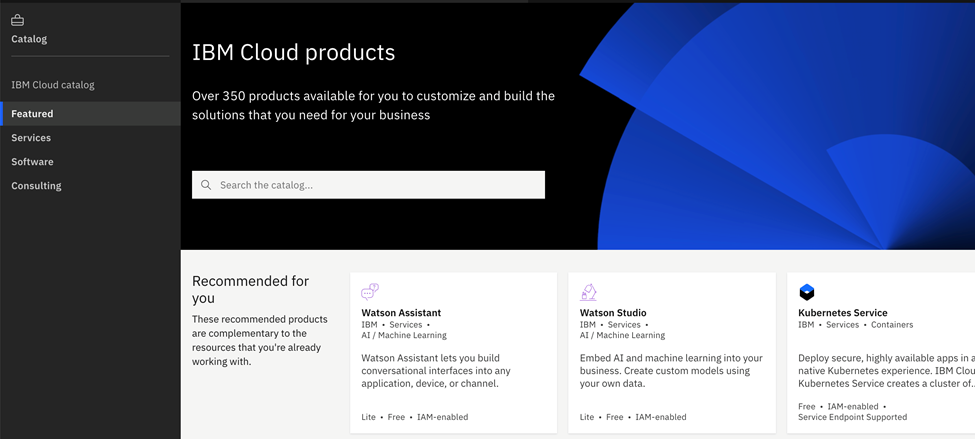 Catalog
IBM Cloud catalog
Featured
Services
Software
Consulting
IBM Cloud products
Over 350 products available for you to customize and build the
solutions that you need for your business
Search the catalog...
Recommended for
you
These recommended products
are complementary to the
resources that you're already
working with.
Watson Assistant
IBM • Services •
AI / Machine Learning
Watson Assistant lets you build
conversational interfaces into any
application, device, or channel.
Lite • Free • IAM-enabled
Watson Studio
IBM • Services •
AI / Machine Learning
Embed AI and machine learning into your
business. Create custom models using
your own data.
Lite • Free • IAM-enabled
Kubernetes Service
IBM • Services • Containers
Deploy secure, highly available apps in a
native Kubernetes experience. IBM Clou
Kubernetes Service creates a cluster of..
Free • IAM-enabled •
Service Endpoint Supported